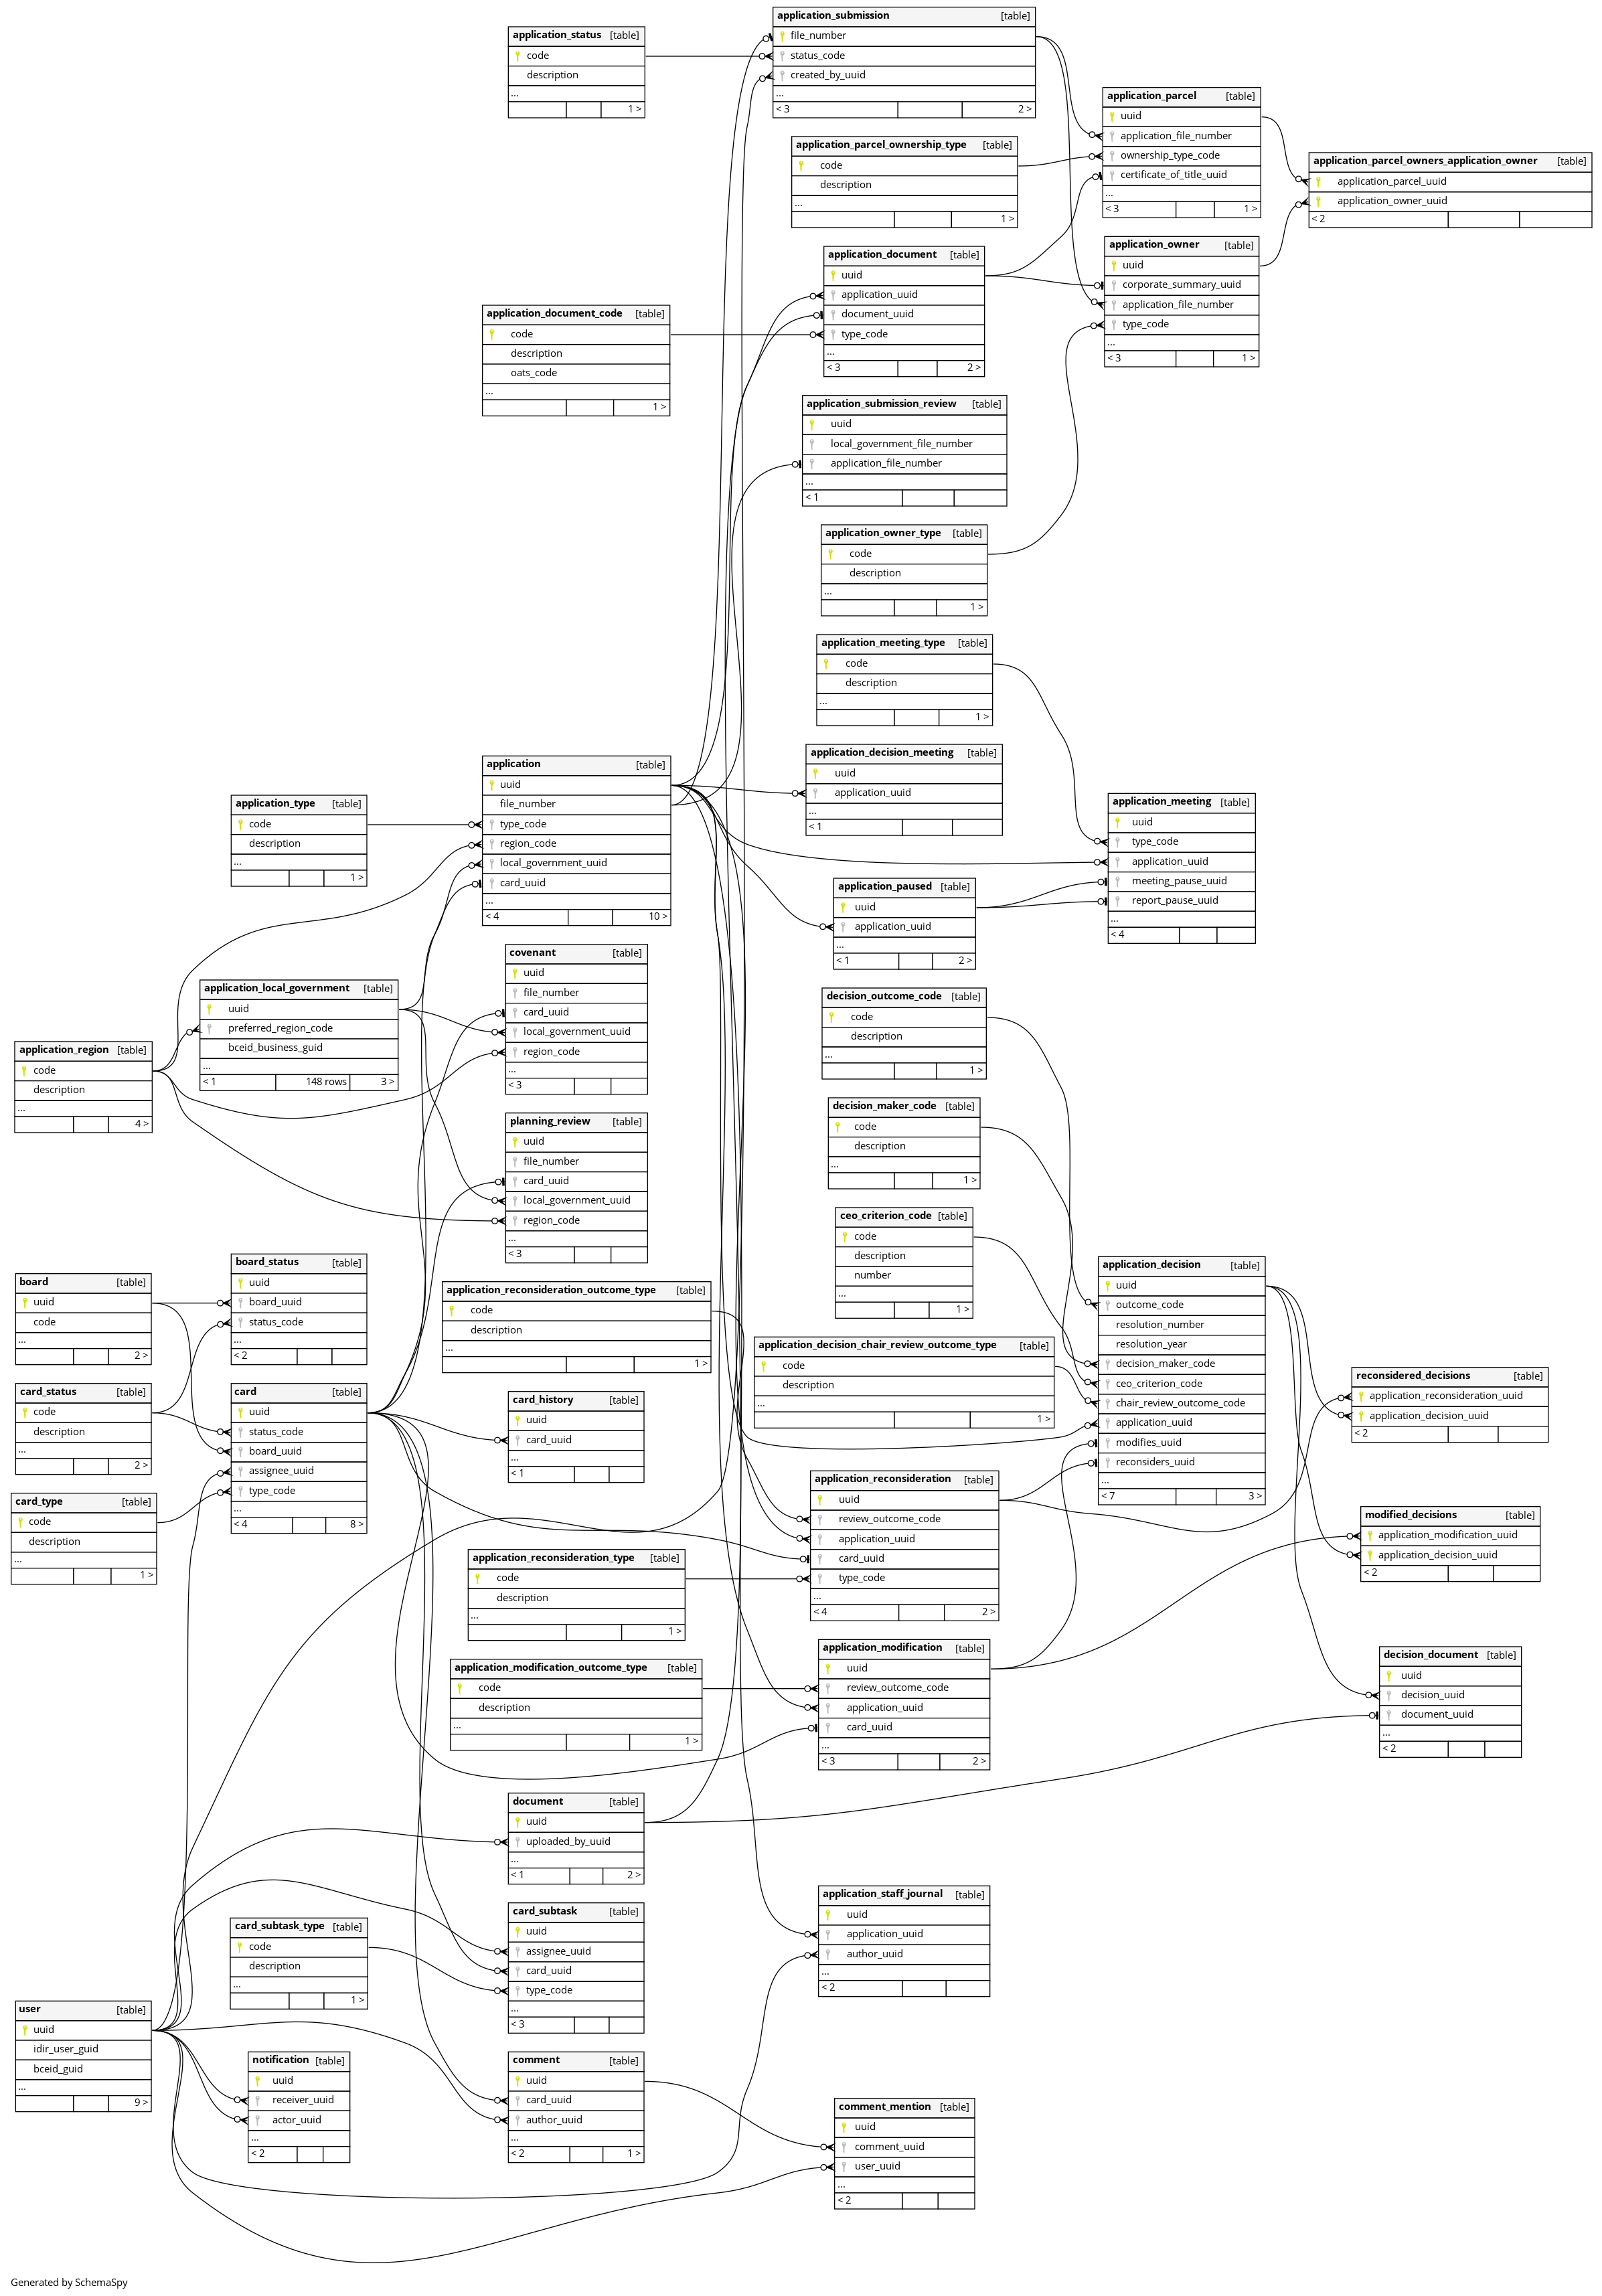 application_submission [table]
file_number
status_code
created_by_uuid
...
< 3 2 >
application_status [table]
code
description
...
1 >
application_parcel [table]
uuid
application_file_number
ownership_type_code
certificate_of_title_uuid
...
< 3 1 >
application_parcel_ownership_type [table]
code
description
...
1 >
application_parcel_owners_application_owner [table]
application_parcel_uuid
application_owner_uuid
< 2
application_owner [table]
uuid
corporate_summary_uuid
application_file_number
type_code
...
< 3 1 >
application_document [table]
uuid
application_uuid
document_uuid
type_code
...
< 3 2 >
application_document_code [table]
code
description
oats_code
...
1 >
application_submission_review [table]
uuid
local_government_file_number
application_file_number
...
< 1
application_owner_type [table]
code
description
...
1 >
application_meeting_type [table]
code
description
...
1 >
application_decision_meeting [table]
uuid
application_uuid
...
< 1
application [table]
uuid
file_number
type_code
region_code
local_government_uuid
card_uuid
...
< 4 10 >
application_type [table]
code
description
...
1 >
application_meeting [table]
uuid
type_code
application_uuid
meeting_pause_uuid
report_pause_uuid
...
< 4
application_paused [table]
uuid
application_uuid
...
< 1 2 >
covenant [table]
uuid
file_number
card_uuid
local_government_uuid
region_code
...
< 3
application_local_government [table]
uuid
preferred_region_code
bceid_business_guid
...
< 1 148 rows 3 >
application_region [table]
code
description
...
4 >
decision_outcome_code [table]
code
description
...
1 >
decision_maker_code [table]
code
description
...
1 >
planning_review [table]
uuid
file_number
card_uuid
local_government_uuid
region_code
...
< 3
ceo_criterion_code [table]
code
description
number
...
1 >
board_status [table]
uuid
board_uuid
status_code
...
< 2
board [table]
uuid
code
...
2 >
application_reconsideration_outcome_type [table]
code
description
...
1 >
application_decision [table]
uuid
outcome_code
resolution_number
resolution_year
decision_maker_code
ceo_criterion_code
chair_review_outcome_code
application_uuid
modifies_uuid
reconsiders_uuid
...
< 7 3 >
application_decision_chair_review_outcome_type [table]
code
description
...
1 >
reconsidered_decisions [table]
application_reconsideration_uuid
application_decision_uuid
< 2
card_status [table]
code
description
...
2 >
card [table]
uuid
status_code
board_uuid
assignee_uuid
type_code
...
< 4 8 >
card_history [table]
uuid
card_uuid
...
< 1
card_type [table]
code
description
...
1 >
application_reconsideration [table]
uuid
review_outcome_code
application_uuid
card_uuid
type_code
...
< 4 2 >
modified_decisions [table]
application_modification_uuid
application_decision_uuid
< 2
application_reconsideration_type [table]
code
description
...
1 >
application_modification [table]
uuid
review_outcome_code
application_uuid
card_uuid
...
< 3 2 >
application_modification_outcome_type [table]
code
description
...
1 >
decision_document [table]
uuid
decision_uuid
document_uuid
...
< 2
document [table]
uuid
uploaded_by_uuid
...
< 1 2 >
application_staff_journal [table]
uuid
application_uuid
author_uuid
...
< 2
card_subtask [table]
uuid
assignee_uuid
card_uuid
type_code
...
< 3
card_subtask_type [table]
code
description
...
1 >
user [table]
uuid
idir_user_guid
bceid_guid
...
9 >
notification [table]
uuid
receiver_uuid
actor_uuid
...
< 2
comment [table]
uuid
card_uuid
author_uuid
...
< 2 1 >
comment_mention [table]
uuid
comment_uuid
user_uuid
...
< 2
Generated by SchemaSpy